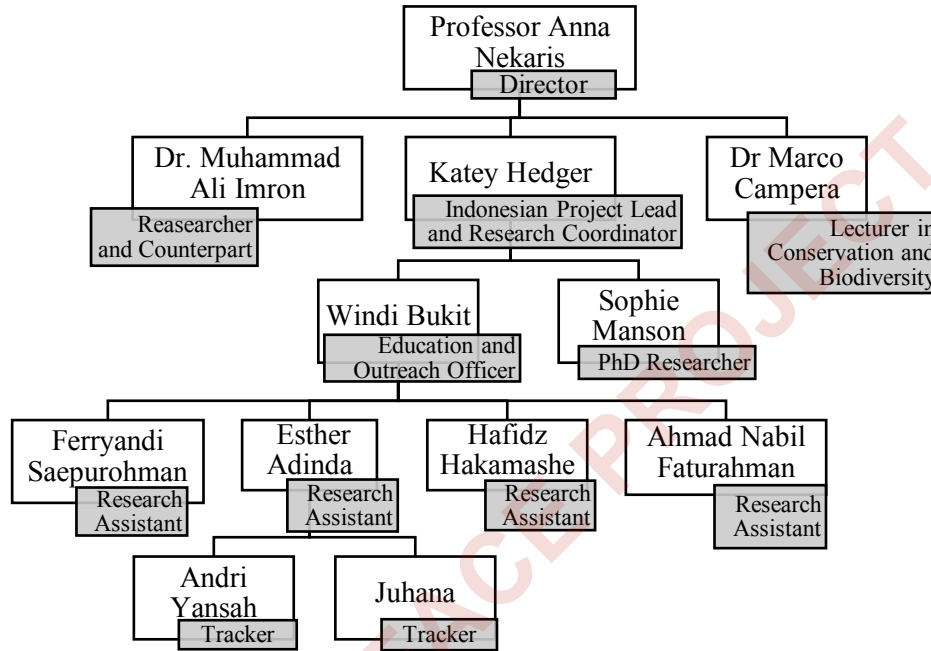 Professor Anna
Nekaris
Director
Dr. Muhammad
Ali Imron
Reasearcher
and Counterpart
Katey Hedger
Indonesian Project Lead
and Research Coordinator
Dr Marco
Campera
Lecturer in
Conservation and
Biodiversity
Windi Bukit
Education and
Outreach Officer
Sophie
Manson
PhD Researcher
Ferryandi
Saepurohman
Research
Assistant
Esther
Adinda
Research
Assistant
Hafidz
Hakamashe
Research
Assistant
Ahmad Nabil
Faturahman
Research
Assistant
Andri
Yansah
Tracker
Juhana
Tracker
FACE PROJECT